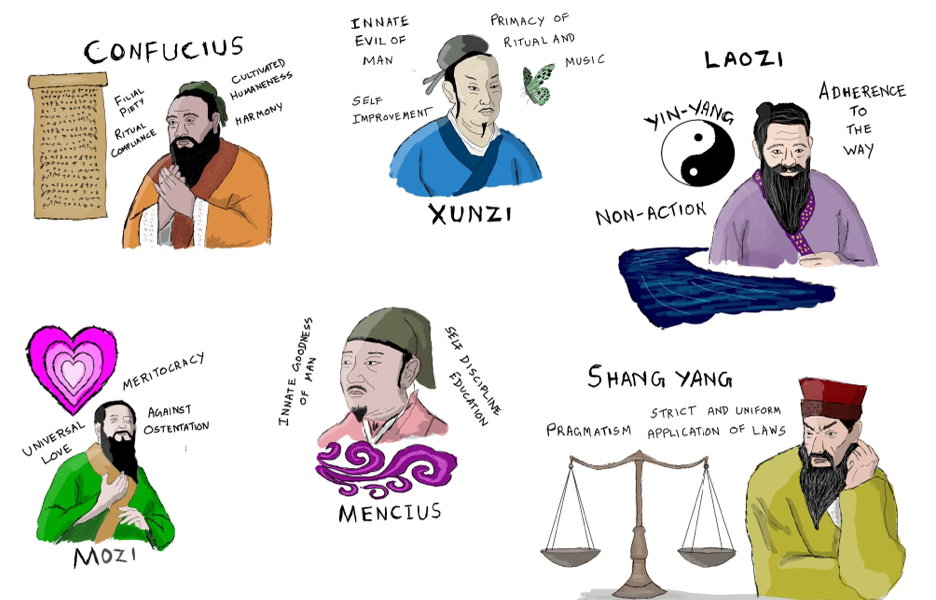 CONFUCIUS
FILIAL
PIETY
RITUAL
COMPLIANCE
CULTIVATED
HUMANENESS
HARMONY
INNATE
EVIL OF
MAN
PRIMACY OF
RITUAL AND
MUSIC
SELF
IMPROVEMENT
XUNZI
LAOZI
YIN-YANG
ADHERENCE
TO
THE
WAY
NON-ACTION
MERITOCRACY
UNIVERSAL
LOVE
AGAINST
OSTENTATION
MOZI
INNATE GOODNESS
OF MAN
SELF DISCIPLINE
EDUCATION
MENCIUS
SHANG YANG
PRAGMATISM
STRICT AND UNIFORM
APPLICATION OF LAWS